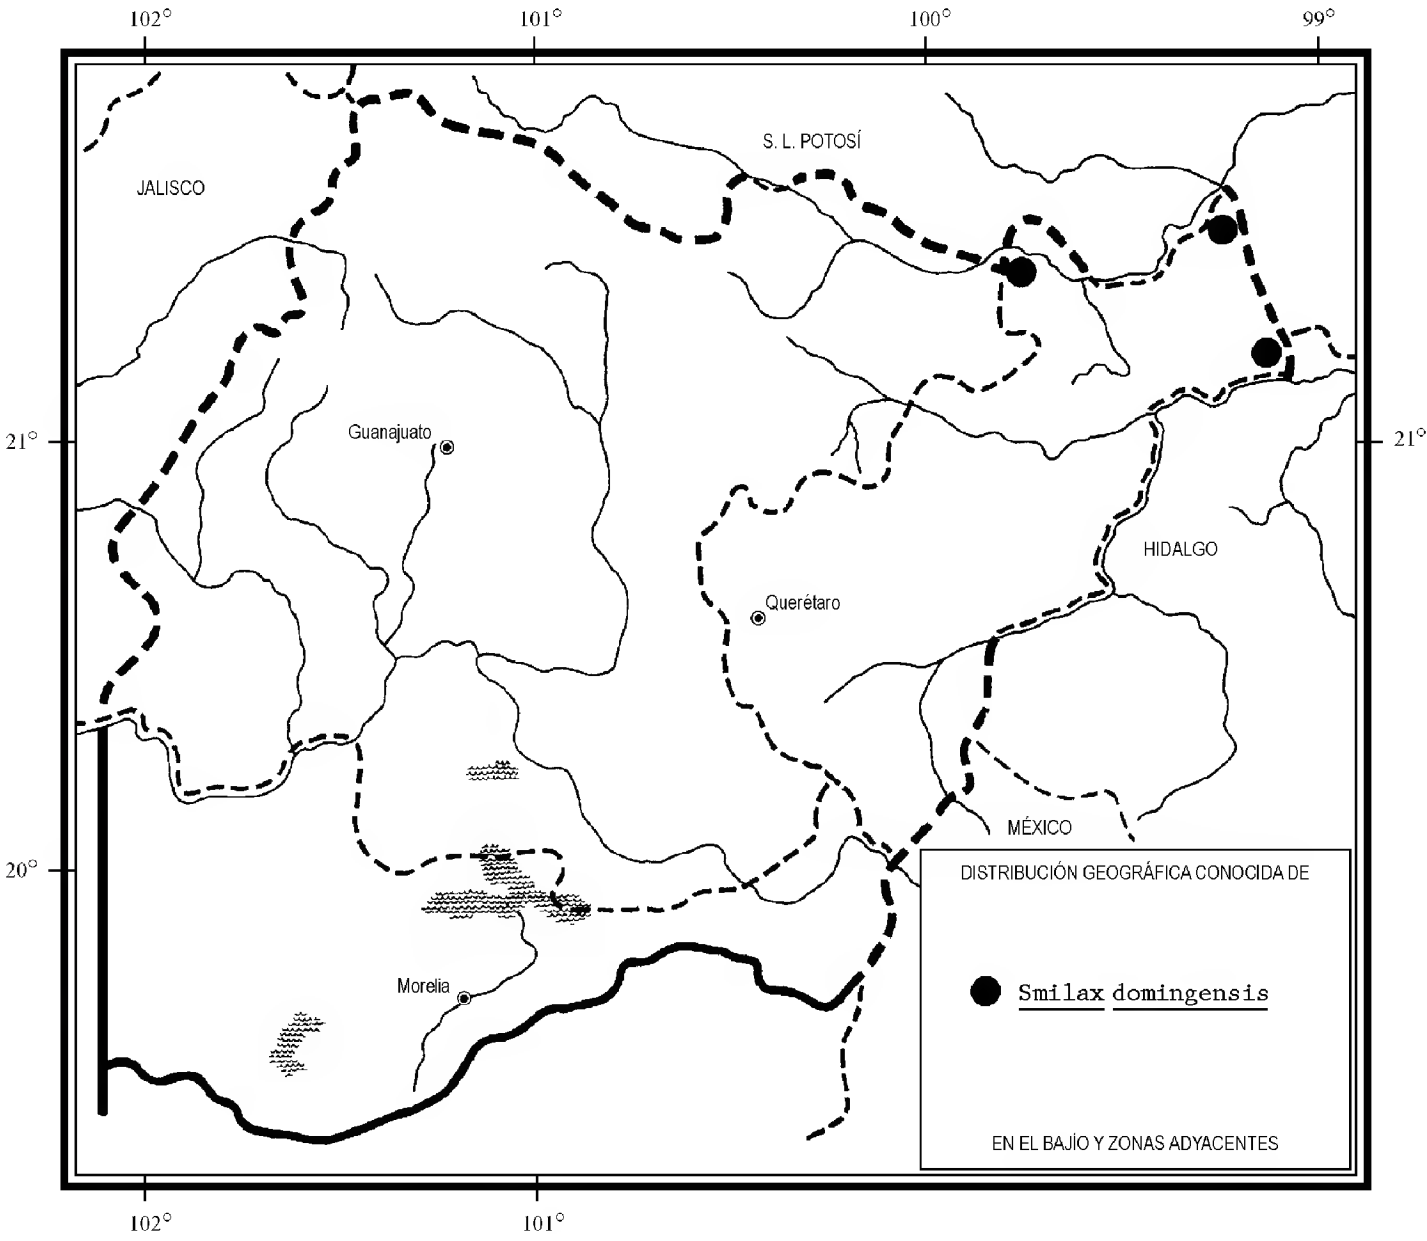 102° 101° 100° 99°
S. L. POTOSÍ
JALISCO
Guanajuato
21° 21°
HIDALGO
Querétaro
MÉXICO
20°
DISTRIBUCIÓN GEOGRÁFICA CONOCIDA DE
Morelia
Smilax domingensis
EN EL BAJÍO Y ZONAS ADYACENTES
102° 101°